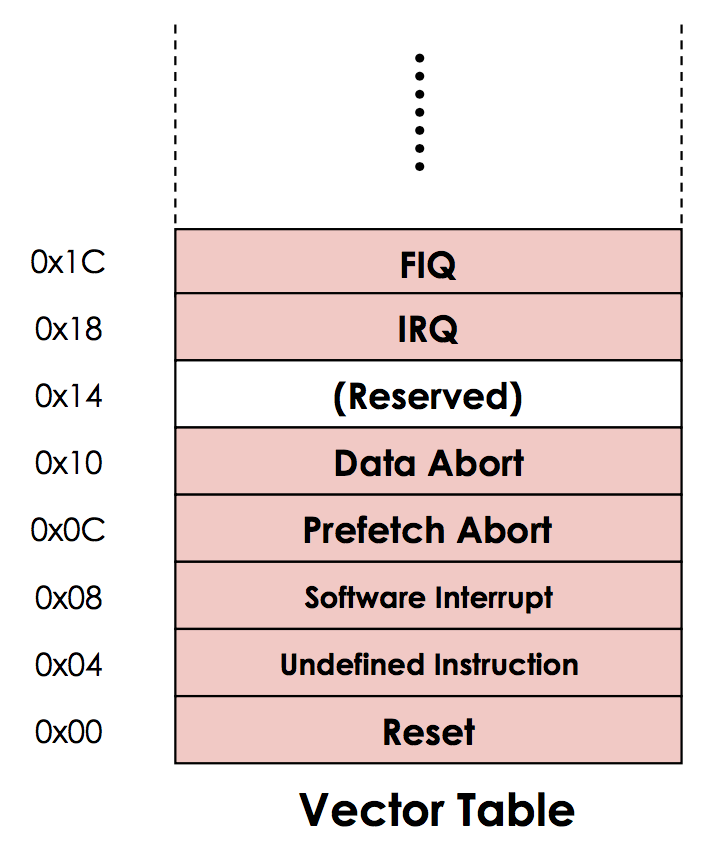 0x1C FIQ
0x18 IRQ
0x14 (Reserved)
0x10 Data Abort
0x0C Prefetch Abort
0x08 Software Interrupt
0x04 Undefined Instruction
0x00 Reset
Vector Table